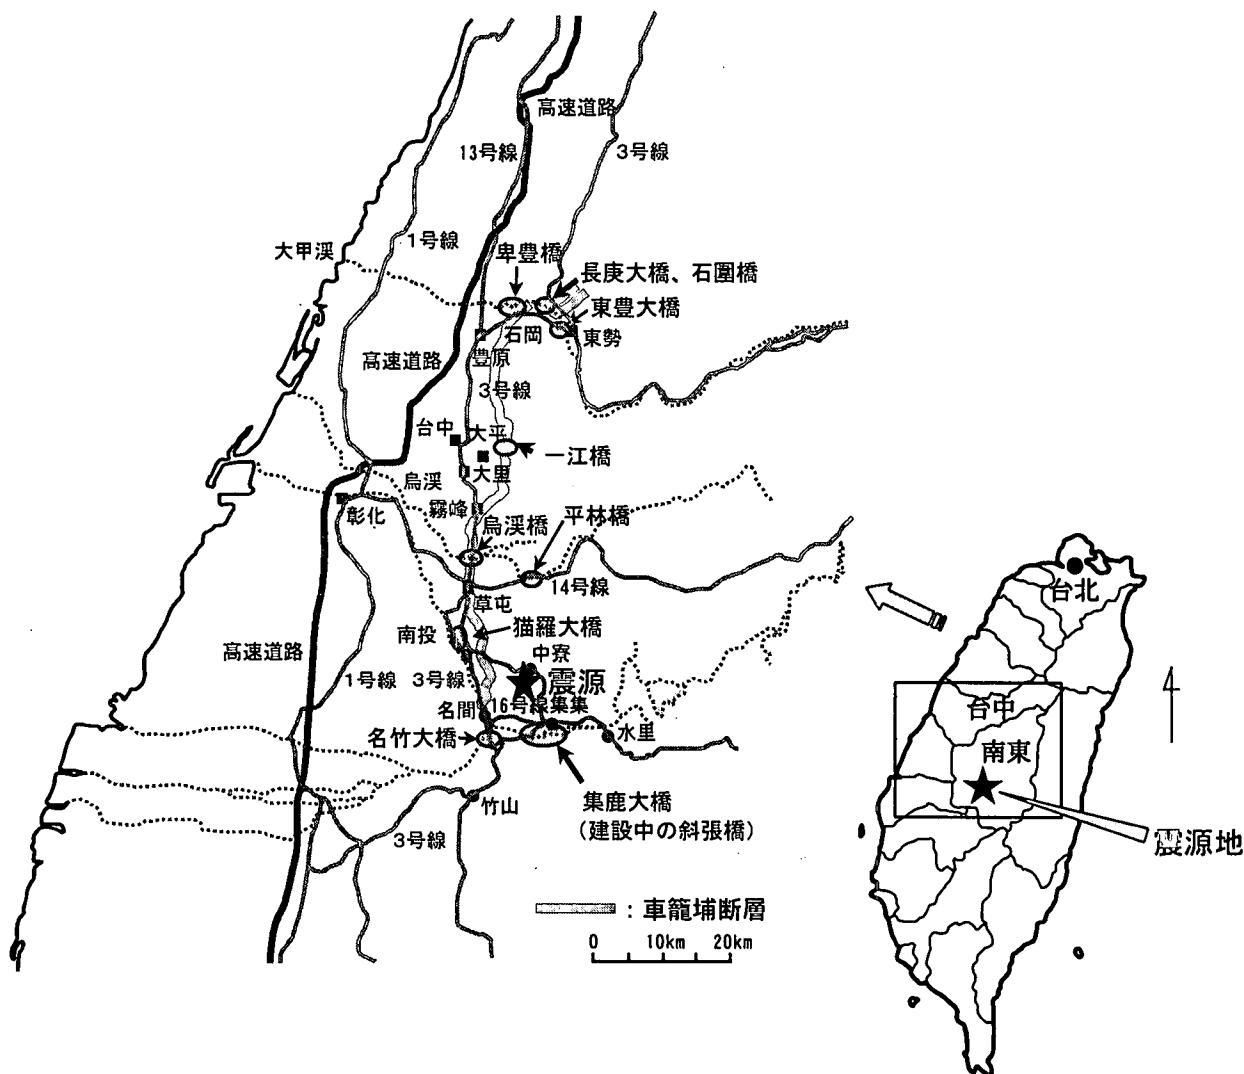 高速道路
13号線
3号線
1号線
大甲渓
卑豊橋
長庚大橋、石圍橋
東豊大橋
石岡
東勢
豊原
高速道路
3号線
台中
大平
一江橋
大里
烏渓
霧峰
彰化
烏渓橋
平林橋
14号線
草屯
猫羅大橋
南投
中寮
高速道路
1号線
3号線
震源
16号線
集集
名間
水里
名竹大橋
竹山
集鹿大橋
(建設中の斜張橋)
3号線
：車籠埔断層
0 10km 20km
台北
台中
南東
震源地